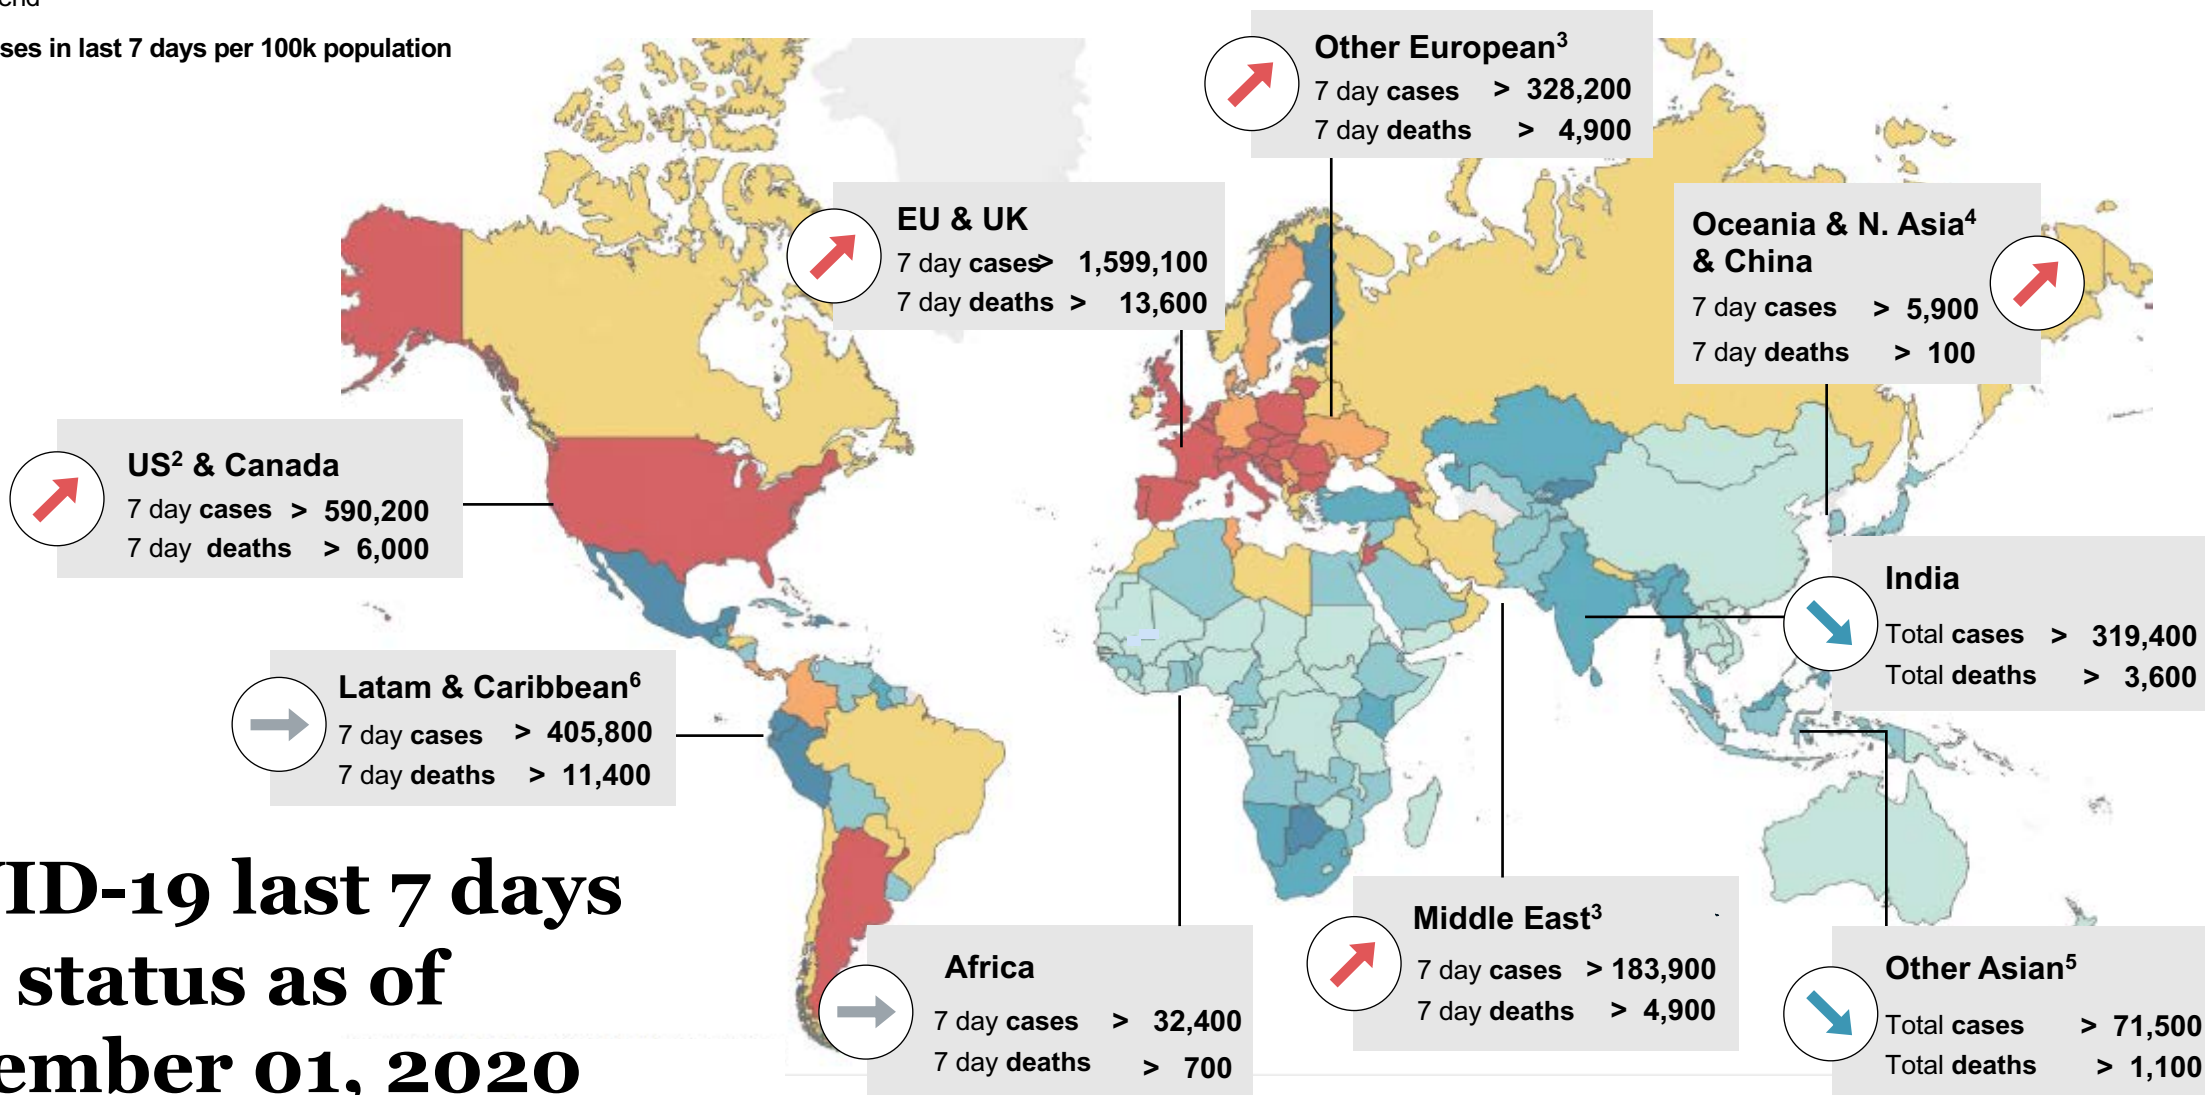 ses in last 7 days per 100k population
Other European3
7 day cases > 328,200
7 day deaths > 4,900
EU & UK
7 day cases> 1,599,100
7 day deaths > 13,600
Oceania & N. Asia4
& China
7 day cases > 5,900
7 day deaths > 100
US2 & Canada
7 day cases > 590,200
7 day deaths > 6,000
India
Total cases > 319,400
Total deaths > 3,600
Latam & Caribbean6
7 day cases > 405,800
7 day deaths > 11,400
VID-19 last 7 days
status as of
ember 01, 2020
Africa
7 day cases > 32,400
7 day deaths > 700
Middle East3
7 day cases > 183,900
7 day deaths > 4,900
Other Asian5
Total cases > 71,500
Total deaths > 1,100